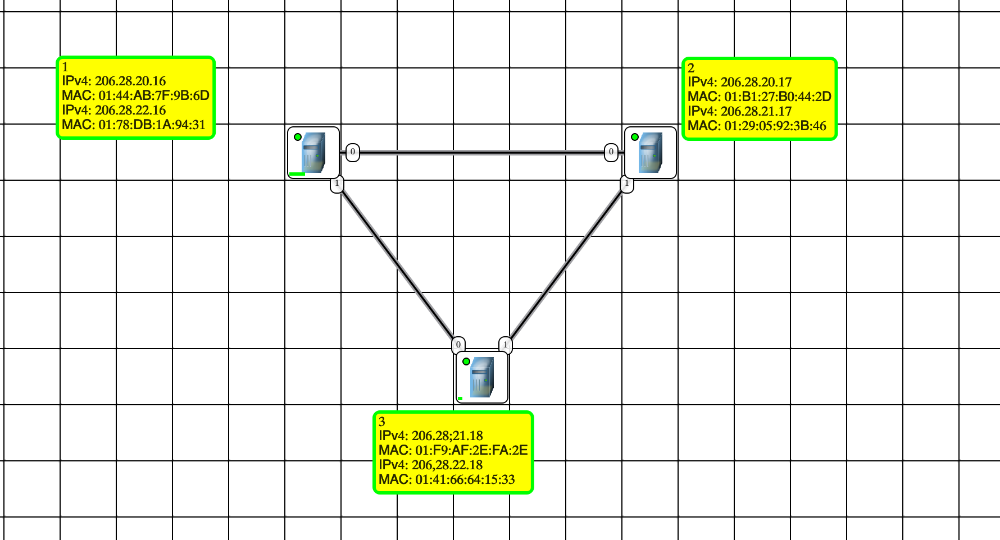 1
IPv4: 206.28.20.16
MAC: 01:44:AB:7F:9B:6D
IPv4: 206.28.22.16
MAC: 01:78:DB:1A:94:31
2
IPv4: 206.28.20.17
MAC: 01:B1:27:B0:44:2D
IPv4: 206.28.21.17
MAC: 01:29:05:92:3B:46
0
0
1
1
0
1
3
IPv4: 206.28;21.18
MAC: 01:F9:AF:2E:FA:2E
IPv4: 206,28.22.18
MAC: 01:41:66:64:15:33